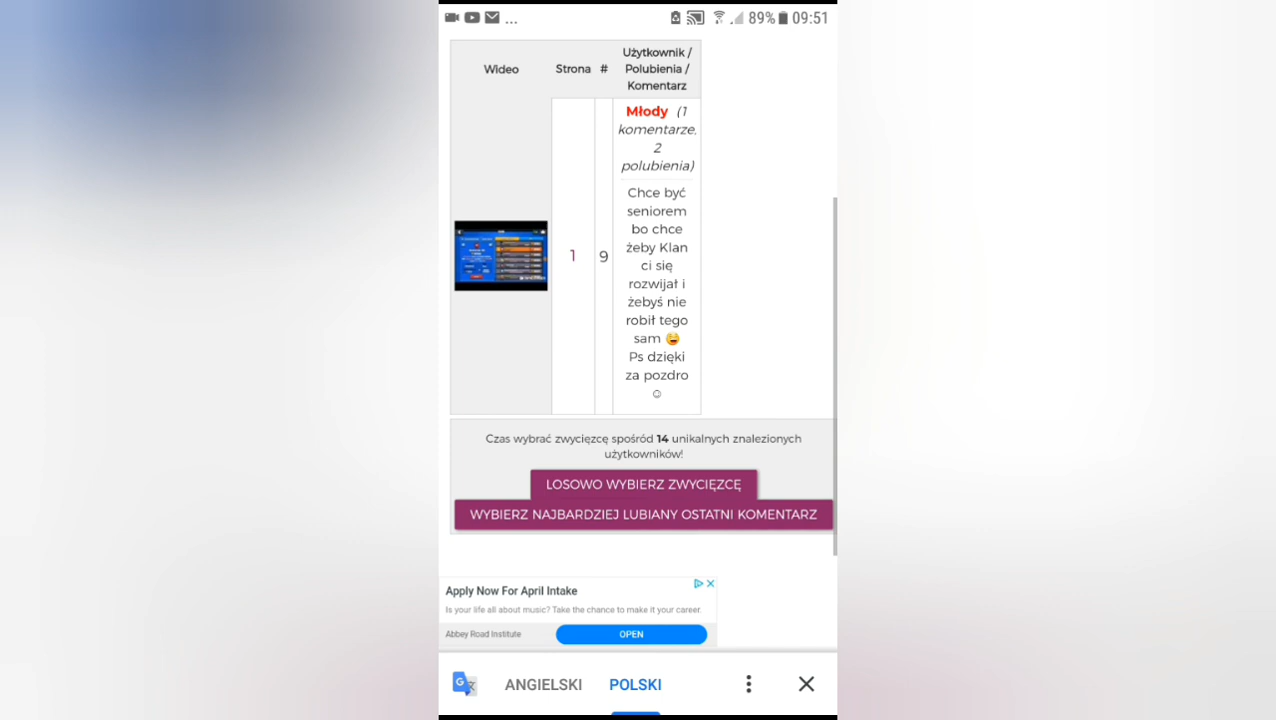 ... 89% 09:51
Wideo
Strona
#
Użytkownik /
Polubienia /
Komentarz
Młody (1
komentarze,
2
polubienia)
1
9
Chce być
seniorem
bo chce
żeby Klan
ci się
rozwijał i
żebyś nie
robił tego
sam 😅
Ps dzięki
za pozdro
☺
Czas wybrać zwycięzcę spośród 14 unikalnych znalezionych
użytkowników!
LOSOWO WYBIERZ ZWYCIĘZCĘ
WYBIERZ NAJBARDZIEJ LUBIANY OSTATNI KOMENTARZ
Apply Now For April Intake
Is your life all about music? Take the chance to make it your career.
Abbey Road Institute
OPEN
ANGIELSKI
POLSKI